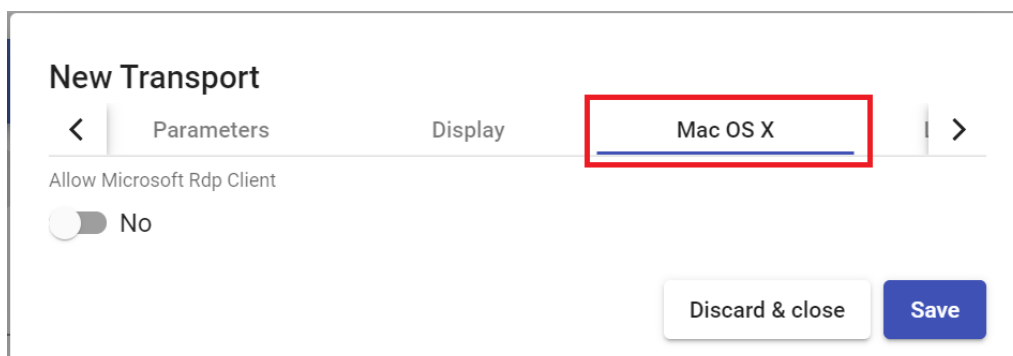 New Transport
Parameters Display Mac OS X
Allow Microsoft Rdp Client
No
Discard & close Save